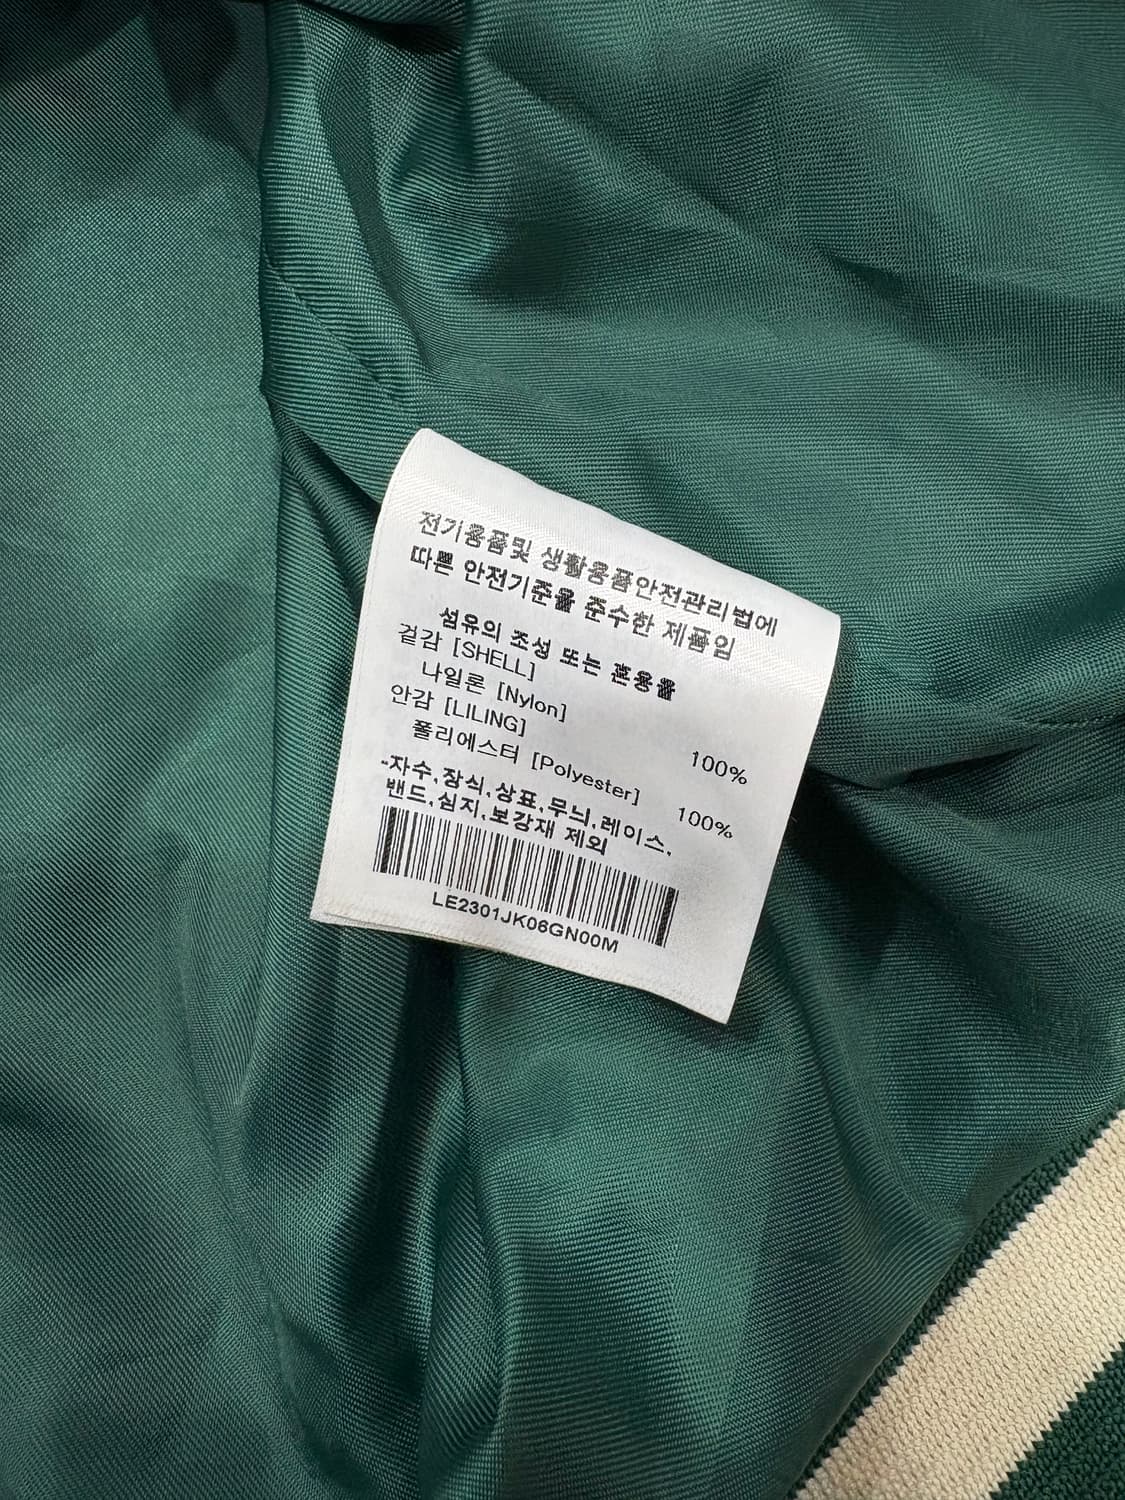 전기용품및 생활용품안전관리법에
따른 안전기준을 준수한 제품임
섬유의 조성 또는 혼용율
겉감 [SHELL]
나일론 [Nylon] 100%
안감 [LILING]
폴리에스터 [Polyester] 100%
-자수,장식,상표,무늬,레이스,
밴드,심지,보강재 제외
LE2301JK06GN00M